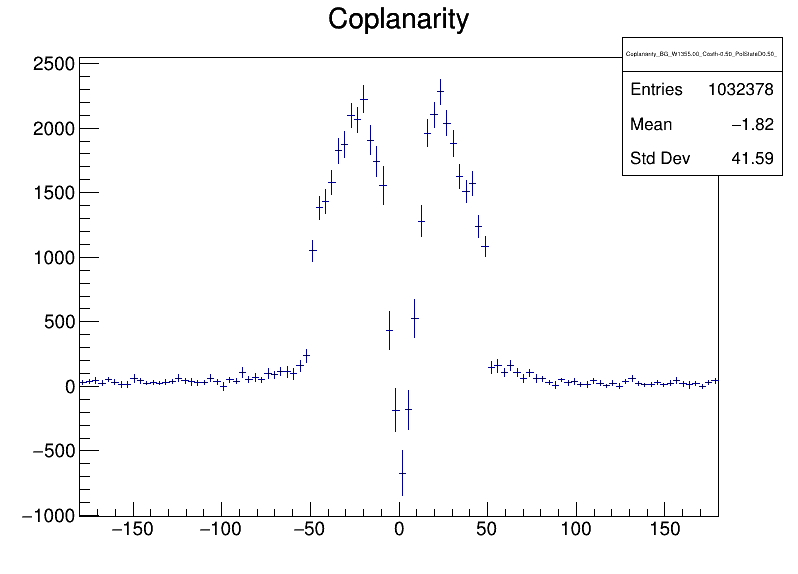 Coplanarity
Coplanarity_BG_W1355.00_Costh-0.50_PolStateD0.50_
Entries 1032378
Mean −1.82
Std Dev 41.59
2500
2000
1500
1000
500
0
−500
−1000
−150 −100 −50 0 50 100 150